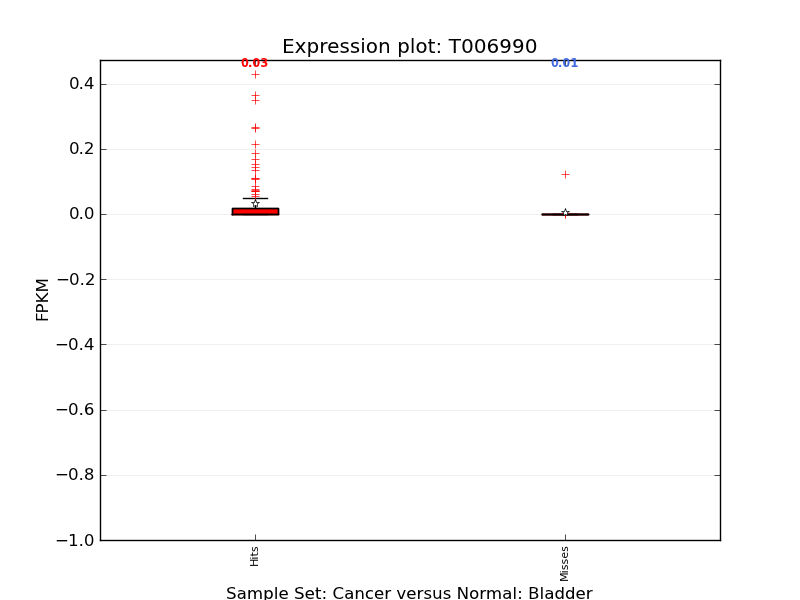 Expression plot: T006990
0.03
0.01
0.4
0.2
0.0
−0.2
−0.4
−0.6
−0.8
−1.0
FPKM
Hits
Misses
Sample Set: Cancer versus Normal: Bladder